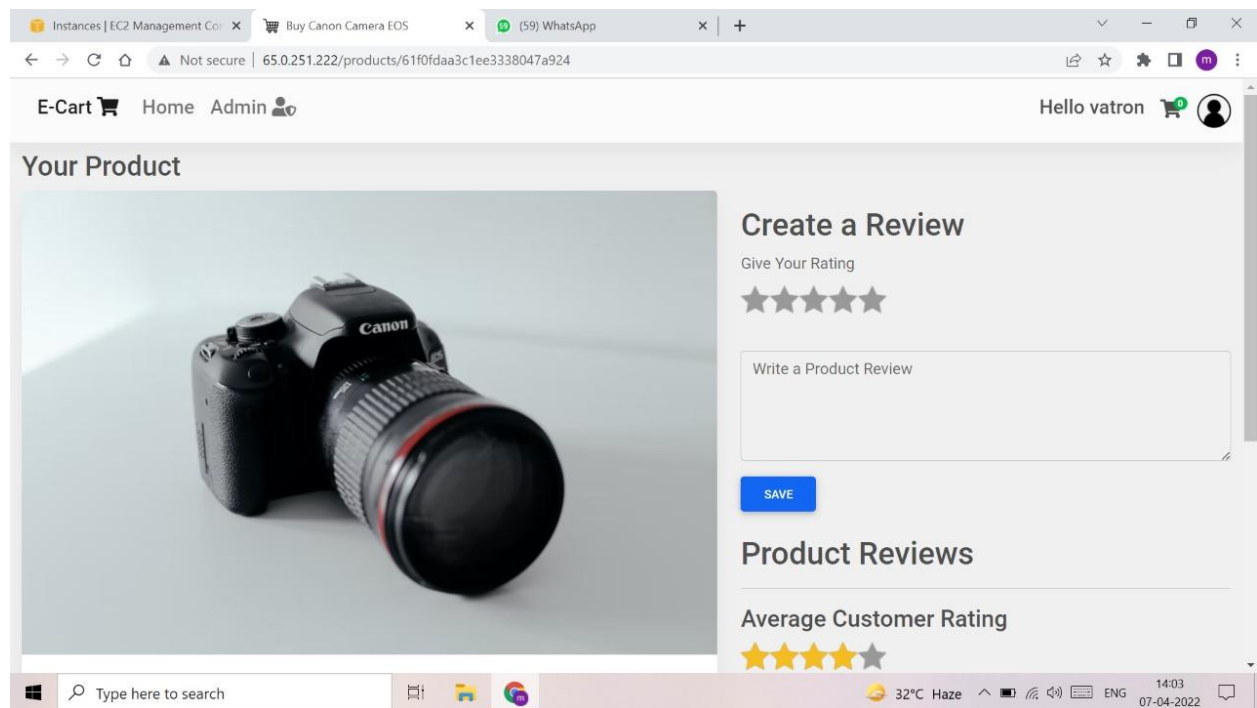 Instances | EC2 Management Con
Buy Canon Camera EOS
(59) WhatsApp
Not secure | 65.0.251.222/products/61f0fdaa3c1ee3338047a924
m
E-Cart Home Admin
Hello vatron 0
Your Product
Canon
Create a Review
Give Your Rating
Write a Product Review
SAVE
Product Reviews
Average Customer Rating
Type here to search
32°C Haze ENG
14:03
07-04-2022